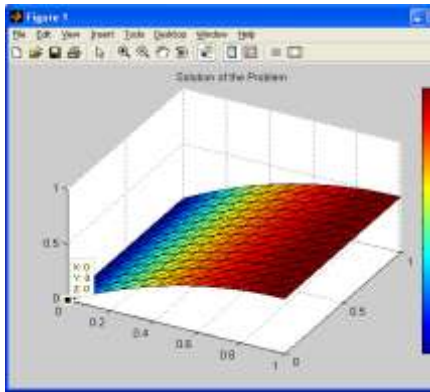 Figure 1
File Edit View Insert Tools Desktop Window Help
Solution of the Problem
1
0.5
0
X: 0
Y: 0
Z: 0
0
0.2
0.4
0.6
0.8
1
0
0.5
1